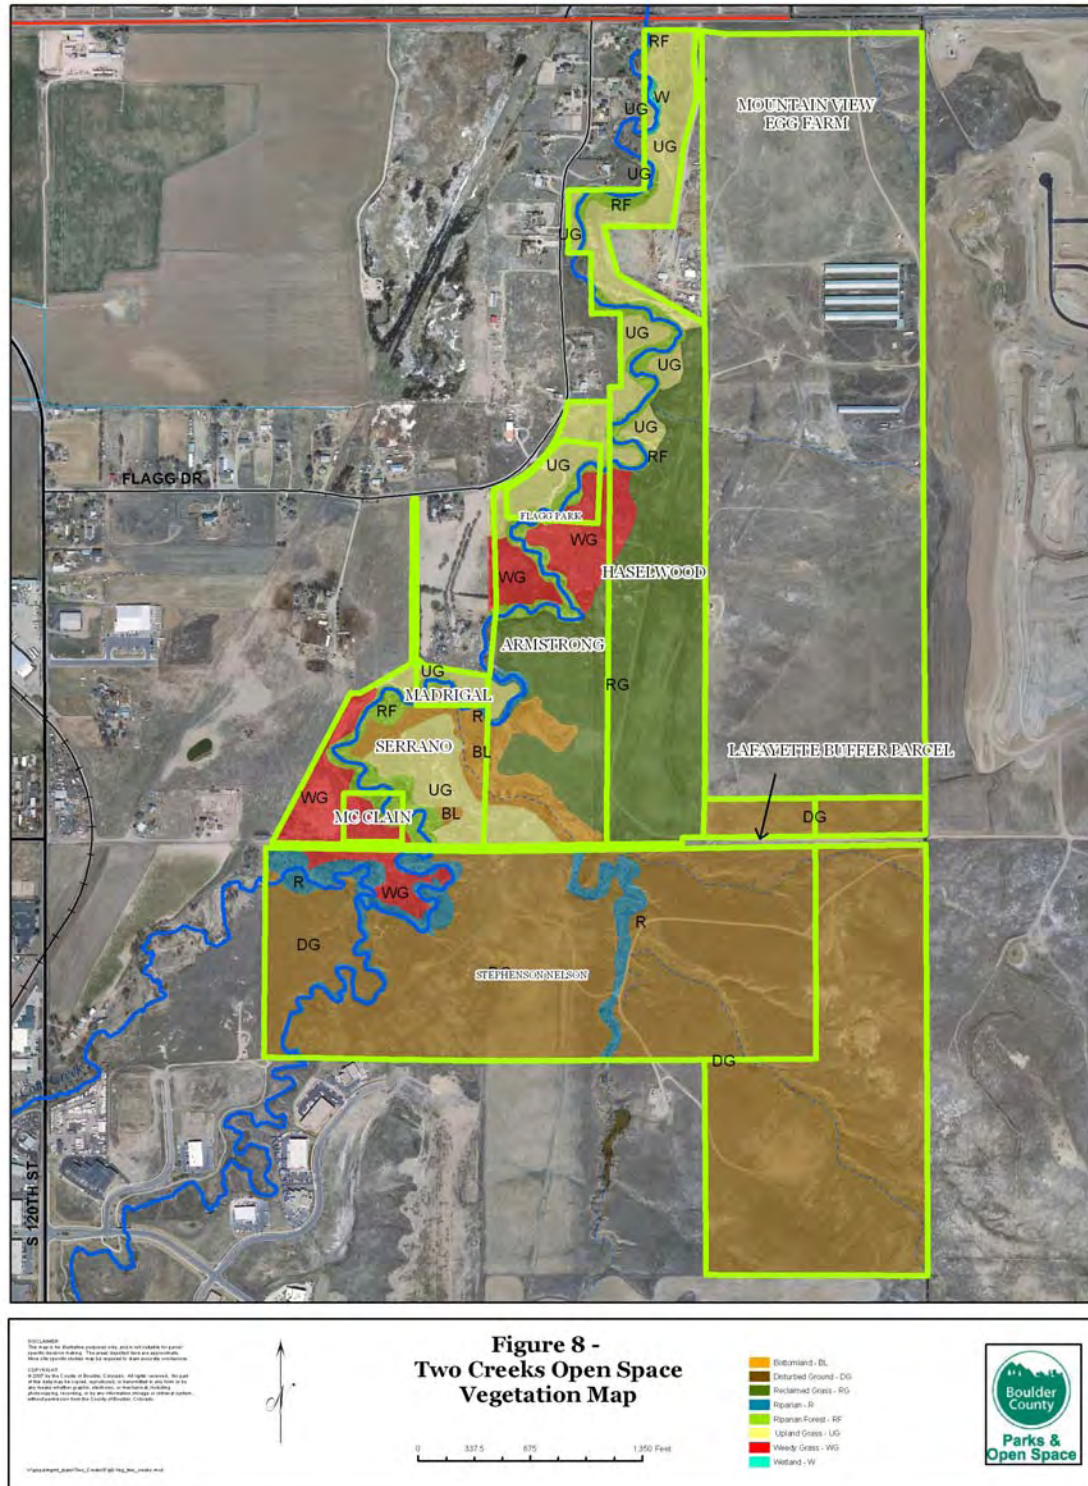 RF
W
MOUNTAIN VIEW
EGG FARM
UG
UG
UG
RF
UG
UG
UG
UG
RF
UG
FLAGG DR
FLAGG PARK
WG
WG
HASELWOOD
ARMSTRONG
UG
RG
MADRIGAL
RF
R
SERRANO
BL
LAFAYETTE BUFFER PARCEL
UG
WG
MC CLAIN
BL
DG
R
WG
R
DG
STEPHENSON NELSON
DG
S 120TH ST
DISCLAIMER
COPYRIGHT
Figure 8 -
Two Creeks Open Space
Vegetation Map
0 337.5 675 1,350 Feet
Bottomland - BL
Disturbed Ground - DG
Reclaimed Grass - RG
Riparian - R
Riparian Forest - RF
Upland Grass - UG
Weedy Grass - WG
Wetland - W
Boulder
County
Parks &
Open Space